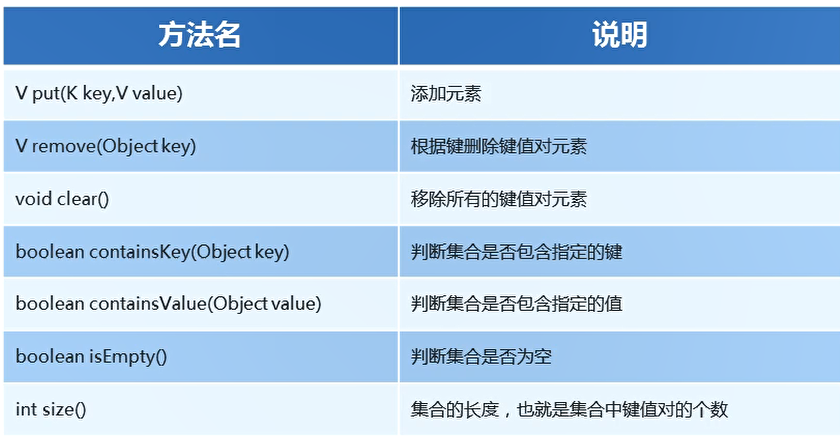 方法名 说明
V put(K key,V value) 添加元素
V remove(Object key) 根据键删除键值对元素
void clear() 移除所有的键值对元素
boolean containsKey(Object key) 判断集合是否包含指定的键
boolean containsValue(Object value) 判断集合是否包含指定的值
boolean isEmpty() 判断集合是否为空
int size() 集合的长度，也就是集合中键值对的个数